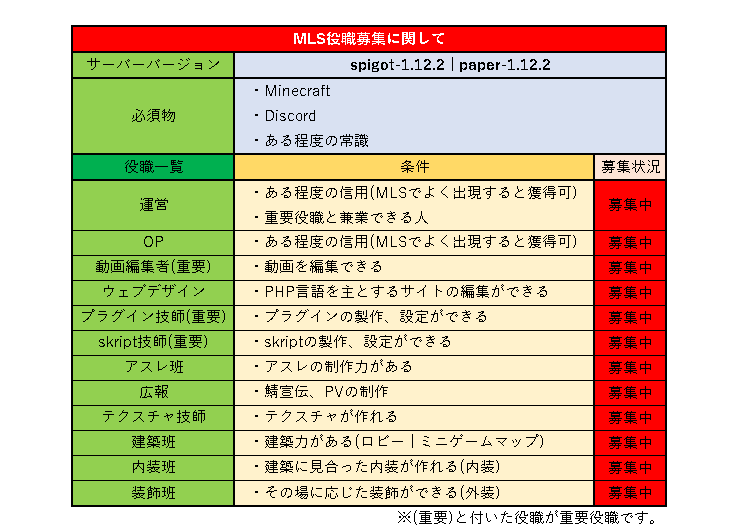 MLS役職募集に関して
サーバーバージョン spigot-1.12.2｜paper-1.12.2
必須物
・Minecraft
・Discord
・ある程度の常識
役職一覧 条件 募集状況
運営
・ある程度の信用(MLSでよく出現すると獲得可)
・重要役職と兼業できる人
募集中
OP ・ある程度の信用(MLSでよく出現すると獲得可) 募集中
動画編集者(重要) ・動画を編集できる 募集中
ウェブデザイン ・PHP言語を主とするサイトの編集ができる 募集中
プラグイン技師(重要) ・プラグインの製作、設定ができる 募集中
skript技師(重要) ・skriptの製作、設定ができる 募集中
アスレ班 ・アスレの制作力がある 募集中
広報 ・鯖宣伝、PVの制作 募集中
テクスチャ技師 ・テクスチャが作れる 募集中
建築班 ・建築力がある(ロビー｜ミニゲームマップ) 募集中
内装班 ・建築に見合った内装が作れる(内装) 募集中
装飾班 ・その場に応じた装飾ができる(外装) 募集中
※(重要)と付いた役職が重要役職です。